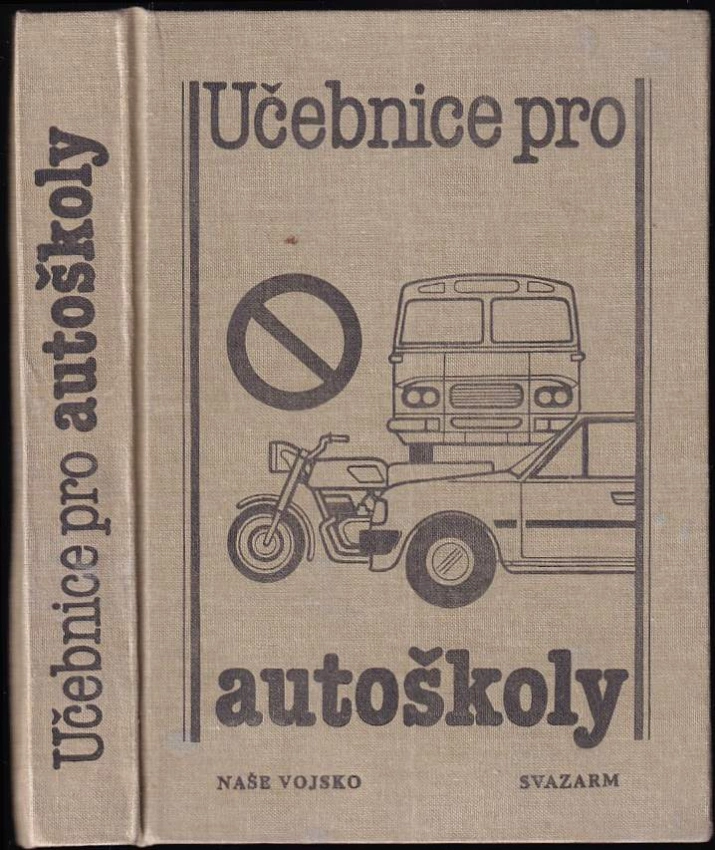 Učebnice pro autoškoly
Učebnice pro
autoškoly
NAŠE VOJSKO
SVAZARM